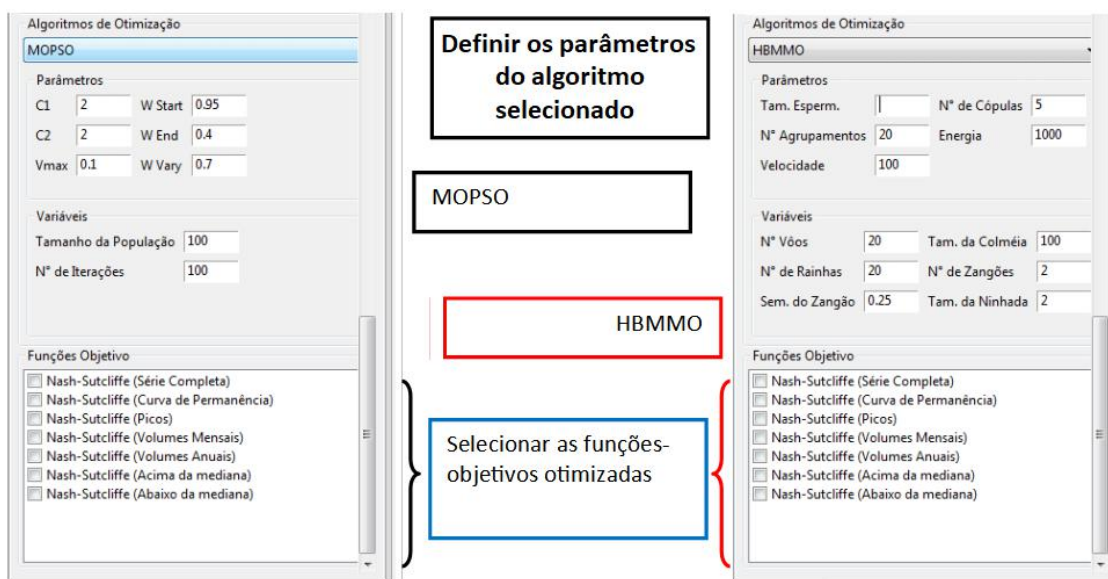 Algoritmos de Otimização
MOPSO
Parâmetros
C1 2 W Start 0.95
C2 2 W End 0.4
Vmax 0.1 W Vary 0.7
Variáveis
Tamanho da População 100
N° de Iterações 100
Funções Objetivo
Nash-Sutcliffe (Série Completa)
Nash-Sutcliffe (Curva de Permanência)
Nash-Sutcliffe (Picos)
Nash-Sutcliffe (Volumes Mensais)
Nash-Sutcliffe (Volumes Anuais)
Nash-Sutcliffe (Acima da mediana)
Nash-Sutcliffe (Abaixo da mediana)
Definir os parâmetros
do algoritmo
selecionado
MOPSO
HBMMO
Selecionar as funções-
objetivos otimizadas
Algoritmos de Otimização
HBMMO
Parâmetros
Tam. Esperm. N° de Cópulas 5
N° Agrupamentos 20 Energia 1000
Velocidade 100
Variáveis
N° Vôos 20 Tam. da Colméia 100
N° de Rainhas 20 N° de Zangões 2
Sem. do Zangão 0.25 Tam. da Ninhada 2
Funções Objetivo
Nash-Sutcliffe (Série Completa)
Nash-Sutcliffe (Curva de Permanência)
Nash-Sutcliffe (Picos)
Nash-Sutcliffe (Volumes Mensais)
Nash-Sutcliffe (Volumes Anuais)
Nash-Sutcliffe (Acima da mediana)
Nash-Sutcliffe (Abaixo da mediana)